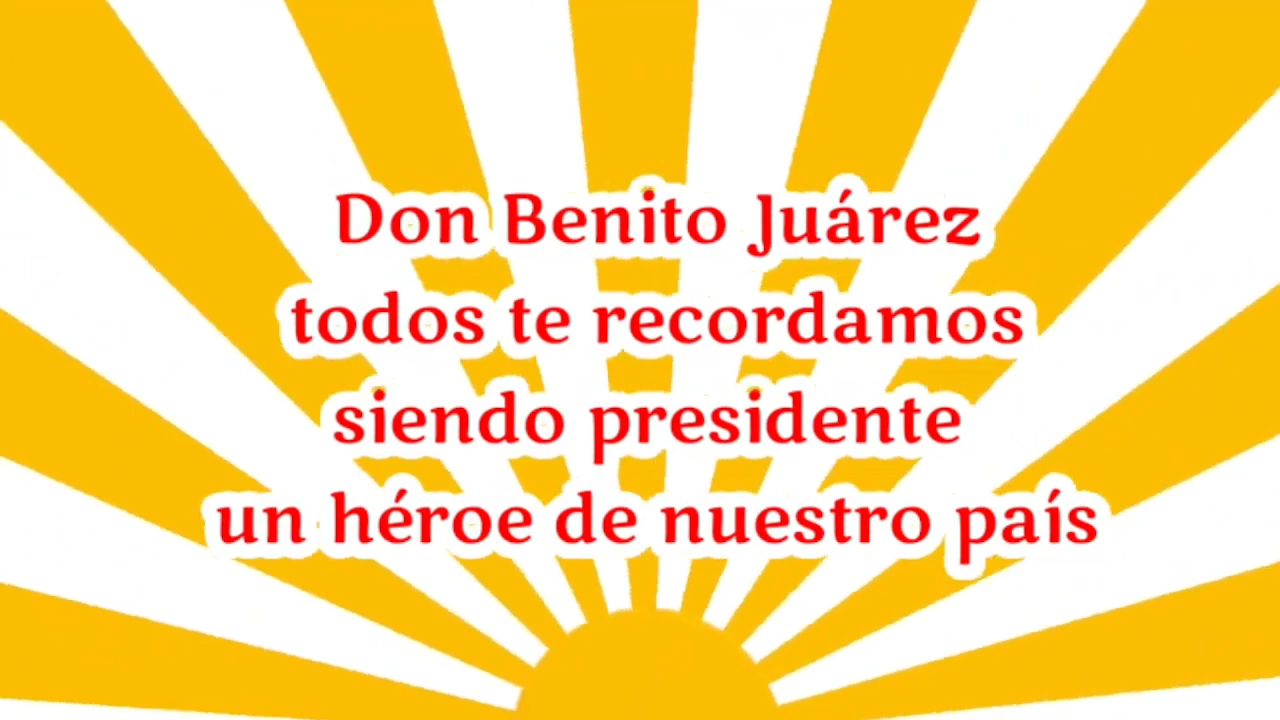 Don Benito Juárez
todos te recordamos
siendo presidente
un héroe de nuestro país